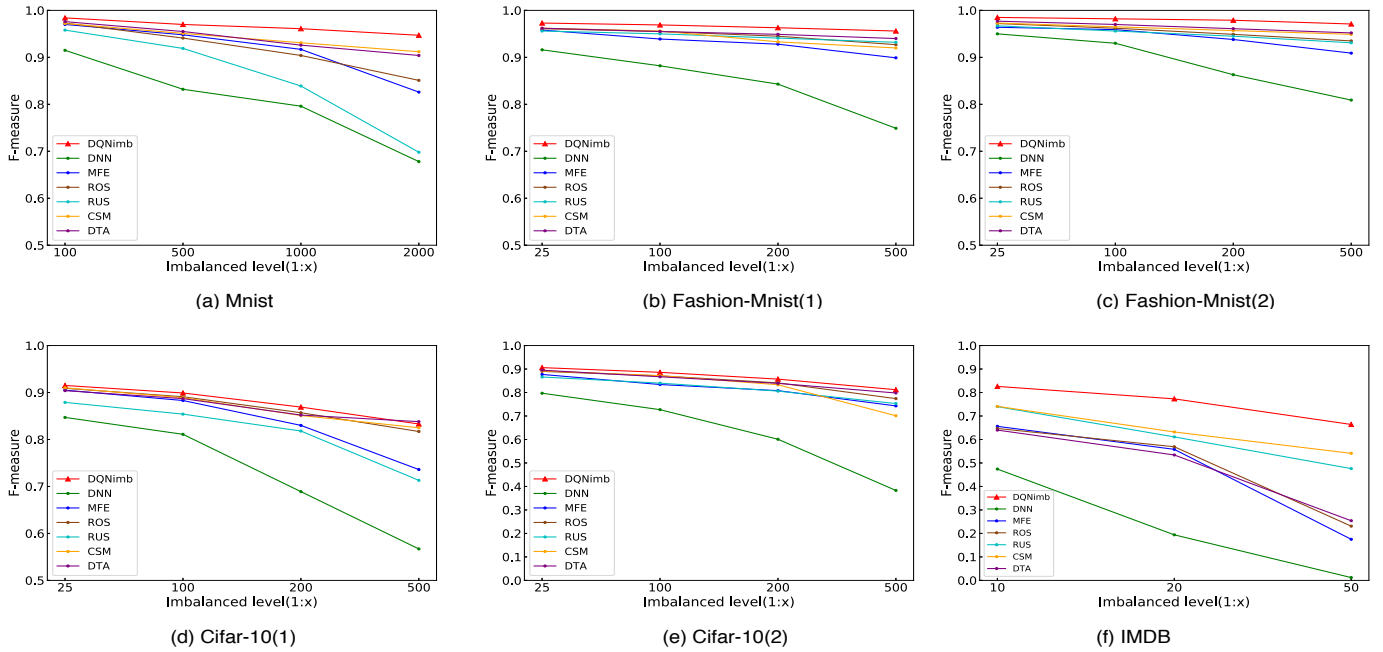 1.0
0.9
0.8
0.7
0.6
0.5
F-measure
DQNimb
DNN
MFE
ROS
RUS
CSM
DTA
100 500 1000 2000
Imbalanced level(1:x)
(a) Mnist
1.0
0.9
0.8
0.7
0.6
0.5
F-measure
DQNimb
DNN
MFE
ROS
RUS
CSM
DTA
25 100 200 500
Imbalanced level(1:x)
(b) Fashion-Mnist(1)
1.0
0.9
0.8
0.7
0.6
0.5
F-measure
DQNimb
DNN
MFE
ROS
RUS
CSM
DTA
25 100 200 500
Imbalanced level(1:x)
(c) Fashion-Mnist(2)
1.0
0.9
0.8
0.7
0.6
0.5
F-measure
DQNimb
DNN
MFE
ROS
RUS
CSM
DTA
25 100 200 500
Imbalanced level(1:x)
(d) Cifar-10(1)
1.0
0.9
0.8
0.7
0.6
0.5
0.4
0.3
0.2
0.1
0.0
F-measure
DQNimb
DNN
MFE
ROS
RUS
CSM
DTA
25 100 200 500
Imbalanced level(1:x)
(e) Cifar-10(2)
1.0
0.9
0.8
0.7
0.6
0.5
0.4
0.3
0.2
0.1
0.0
F-measure
DQNimb
DNN
MFE
ROS
RUS
CSM
DTA
10 20 50
Imbalanced level(1:x)
(f) IMDB